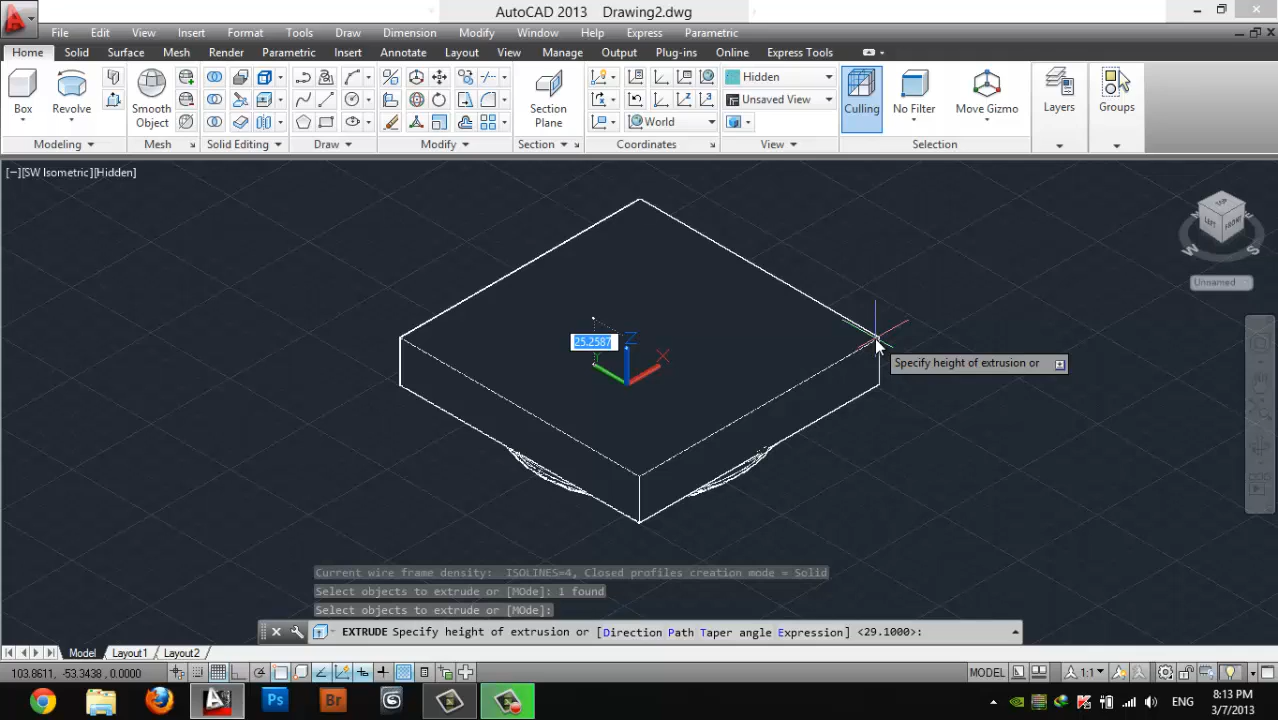 AutoCAD 2013 Drawing2.dwg
File Edit View Insert Format Tools Draw Dimension Modify Window Help Express Parametric
Home Solid Surface Mesh Render Parametric Insert Annotate Layout View Manage Output Plug-ins Online Express Tools
Box Revolve Smooth Object Section Plane Hidden Unsaved View World Culling No Filter Move Gizmo Layers Groups
Modeling Mesh Solid Editing Draw Modify Section Coordinates View Selection
[−][SW Isometric][Hidden]
TOP
LEFT FRONT
W S
Unnamed
25.2587
Z
X
Specify height of extrusion or
Current wire frame density: ISOLINES=4, Closed profiles creation mode = Solid
Select objects to extrude or [MOde]: 1 found
Select objects to extrude or [MOde]:
EXTRUDE Specify height of extrusion or [Direction Path Taper angle Expression] <29.1000>:
Model Layout1 Layout2
103.8611, -53.3438, 0.0000 MODEL 1:1
Ps Br ENG 8:13 PM
3/7/2013